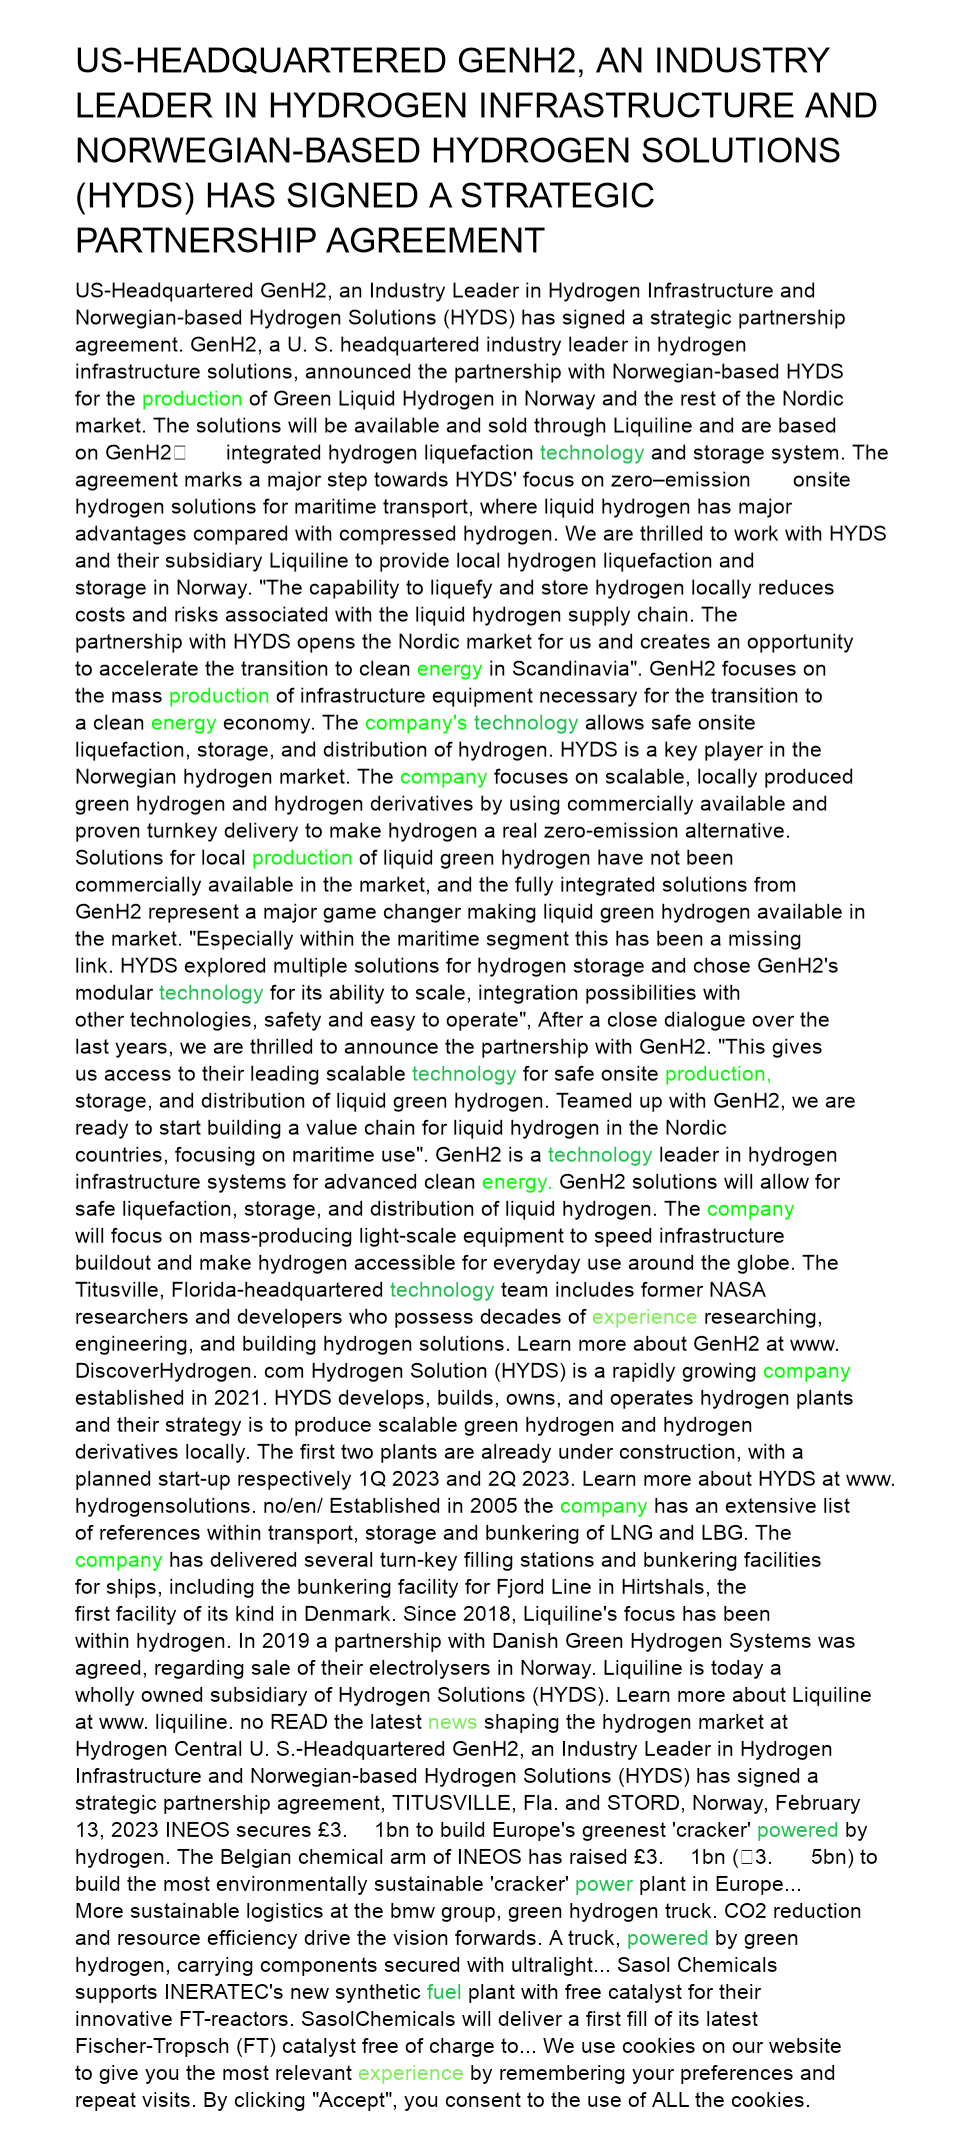 US-HEADQUARTERED GENH2, AN INDUSTRY
LEADER IN HYDROGEN INFRASTRUCTURE AND
NORWEGIAN-BASED HYDROGEN SOLUTIONS
(HYDS) HAS SIGNED A STRATEGIC
PARTNERSHIP AGREEMENT
US-Headquartered GenH2, an Industry Leader in Hydrogen Infrastructure and
Norwegian-based Hydrogen Solutions (HYDS) has signed a strategic partnership
agreement. GenH2, a U. S. headquartered industry leader in hydrogen
infrastructure solutions, announced the partnership with Norwegian-based HYDS
for the production of Green Liquid Hydrogen in Norway and the rest of the Nordic
market. The solutions will be available and sold through Liquiline and are based
on GenH2 integrated hydrogen liquefaction technology and storage system. The
agreement marks a major step towards HYDS' focus on zero–emission onsite
hydrogen solutions for maritime transport, where liquid hydrogen has major
advantages compared with compressed hydrogen. We are thrilled to work with HYDS
and their subsidiary Liquiline to provide local hydrogen liquefaction and
storage in Norway. "The capability to liquefy and store hydrogen locally reduces
costs and risks associated with the liquid hydrogen supply chain. The
partnership with HYDS opens the Nordic market for us and creates an opportunity
to accelerate the transition to clean energy in Scandinavia". GenH2 focuses on
the mass production of infrastructure equipment necessary for the transition to
a clean energy economy. The company's technology allows safe onsite
liquefaction, storage, and distribution of hydrogen. HYDS is a key player in the
Norwegian hydrogen market. The company focuses on scalable, locally produced
green hydrogen and hydrogen derivatives by using commercially available and
proven turnkey delivery to make hydrogen a real zero-emission alternative.
Solutions for local production of liquid green hydrogen have not been
commercially available in the market, and the fully integrated solutions from
GenH2 represent a major game changer making liquid green hydrogen available in
the market. "Especially within the maritime segment this has been a missing
link. HYDS explored multiple solutions for hydrogen storage and chose GenH2's
modular technology for its ability to scale, integration possibilities with
other technologies, safety and easy to operate", After a close dialogue over the
last years, we are thrilled to announce the partnership with GenH2. "This gives
us access to their leading scalable technology for safe onsite production,
storage, and distribution of liquid green hydrogen. Teamed up with GenH2, we are
ready to start building a value chain for liquid hydrogen in the Nordic
countries, focusing on maritime use". GenH2 is a technology leader in hydrogen
infrastructure systems for advanced clean energy. GenH2 solutions will allow for
safe liquefaction, storage, and distribution of liquid hydrogen. The company
will focus on mass-producing light-scale equipment to speed infrastructure
buildout and make hydrogen accessible for everyday use around the globe. The
Titusville, Florida-headquartered technology team includes former NASA
researchers and developers who possess decades of experience researching,
engineering, and building hydrogen solutions. Learn more about GenH2 at www.
DiscoverHydrogen. com Hydrogen Solution (HYDS) is a rapidly growing company
established in 2021. HYDS develops, builds, owns, and operates hydrogen plants
and their strategy is to produce scalable green hydrogen and hydrogen
derivatives locally. The first two plants are already under construction, with a
planned start-up respectively 1Q 2023 and 2Q 2023. Learn more about HYDS at www.
hydrogensolutions. no/en/ Established in 2005 the company has an extensive list
of references within transport, storage and bunkering of LNG and LBG. The
company has delivered several turn-key filling stations and bunkering facilities
for ships, including the bunkering facility for Fjord Line in Hirtshals, the
first facility of its kind in Denmark. Since 2018, Liquiline's focus has been
within hydrogen. In 2019 a partnership with Danish Green Hydrogen Systems was
agreed, regarding sale of their electrolysers in Norway. Liquiline is today a
wholly owned subsidiary of Hydrogen Solutions (HYDS). Learn more about Liquiline
at www. liquiline. no READ the latest news shaping the hydrogen market at
Hydrogen Central U. S.-Headquartered GenH2, an Industry Leader in Hydrogen
Infrastructure and Norwegian-based Hydrogen Solutions (HYDS) has signed a
strategic partnership agreement, TITUSVILLE, Fla. and STORD, Norway, February
13, 2023 INEOS secures £3. 1bn to build Europe's greenest 'cracker' powered by
hydrogen. The Belgian chemical arm of INEOS has raised £3. 1bn (3. 5bn) to
build the most environmentally sustainable 'cracker' power plant in Europe...
More sustainable logistics at the bmw group, green hydrogen truck. CO2 reduction
and resource efficiency drive the vision forwards. A truck, powered by green
hydrogen, carrying components secured with ultralight... Sasol Chemicals
supports INERATEC's new synthetic fuel plant with free catalyst for their
innovative FT-reactors. SasolChemicals will deliver a first fill of its latest
Fischer-Tropsch (FT) catalyst free of charge to... We use cookies on our website
to give you the most relevant experience by remembering your preferences and
repeat visits. By clicking "Accept", you consent to the use of ALL the cookies.